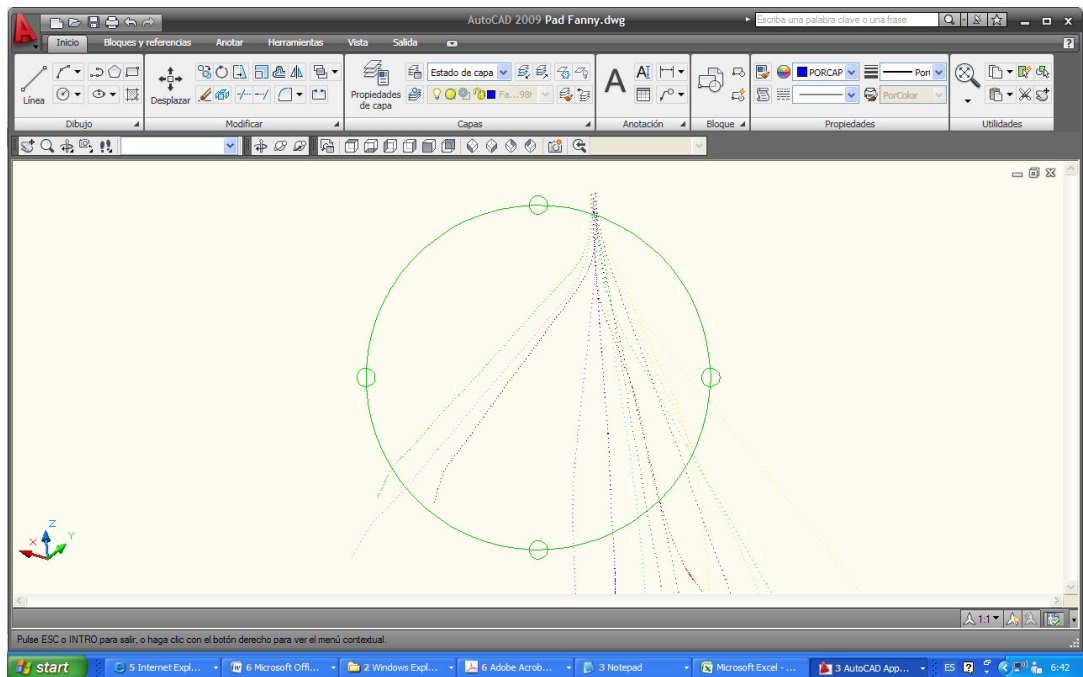 AutoCAD 2009 Pad Fanny.dwg
Escriba una palabra clave o una frase
Inicio Bloques y referencias Anotar Herramientas Vista Salida
Línea
Desplazar
Propiedades de capa
Estado de capa
Fa...98
A
PORCAP
Port
PorColor
Dibujo Modificar Capas Anotación Bloque Propiedades Utilidades
Z
X Y
1:1
Pulse ESC o INTRO para salir, o haga clic con el botón derecho para ver el menú contextual.
start 5 Internet Expl... 6 Microsoft Offi... 2 Windows Expl... 6 Adobe Acrob... 3 Notepad Microsoft Excel - ... 3 AutoCAD App... ES 6:42